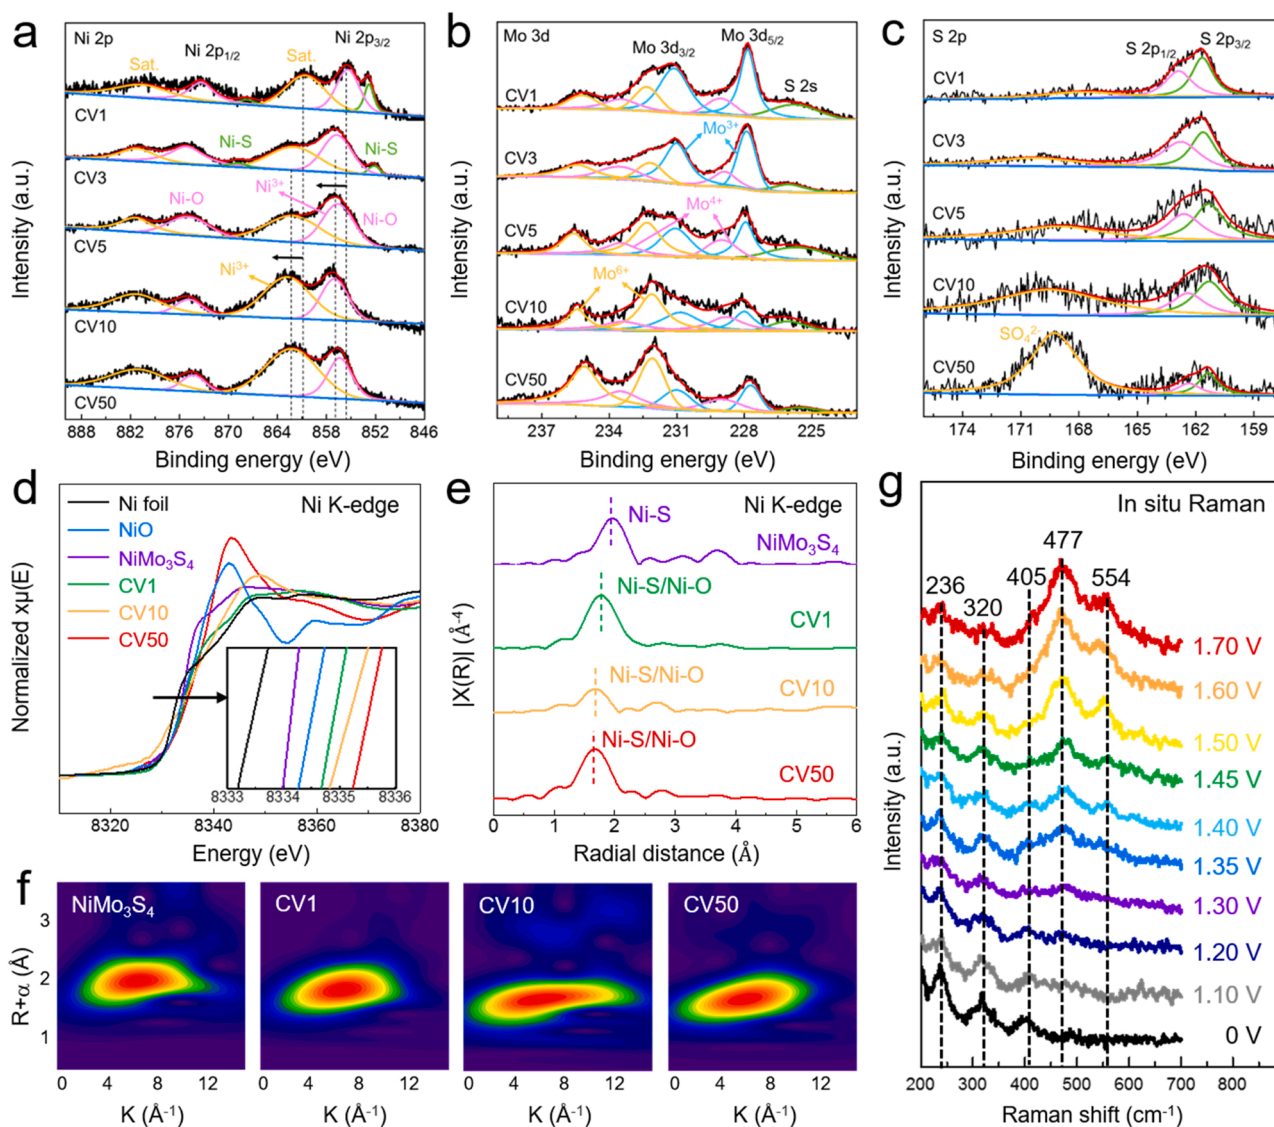 a
Ni 2p
Ni 2p1/2
Ni 2p3/2
Sat.
Sat.
CV1
Ni-S
Ni-S
CV3
Ni-O
Ni3+
Ni-O
CV5
Ni3+
CV10
CV50
888 882 876 870 864 858 852 846
Binding energy (eV)
Intensity (a.u.)
b
Mo 3d
Mo 3d3/2
Mo 3d5/2
S 2s
CV1
Mo3+
CV3
Mo4+
CV5
Mo6+
CV10
CV50
237 234 231 228 225
Binding energy (eV)
Intensity (a.u.)
c
S 2p
S 2p1/2
S 2p3/2
CV1
CV3
CV5
CV10
SO42-
CV50
174 171 168 165 162 159
Binding energy (eV)
Intensity (a.u.)
d
Ni foil
Ni K-edge
NiO
NiMo3S4
CV1
CV10
CV50
8333 8334 8335 8336
8320 8340 8360 8380
Energy (eV)
Normalized xμ(E)
e
Ni K-edge
Ni-S
NiMo3S4
Ni-S/Ni-O
CV1
Ni-S/Ni-O
CV10
Ni-S/Ni-O
CV50
0 1 2 3 4 5 6
Radial distance (Å)
|X(R)| (Å-4)
f
NiMo3S4
CV1
CV10
CV50
3
2
1
R+α (Å)
0 4 8 12
0 4 8 12
0 4 8 12
0 4 8 12
K (Å-1)
K (Å-1)
K (Å-1)
K (Å-1)
g
In situ Raman
477
236
405
554
320
1.70 V
1.60 V
1.50 V
1.45 V
1.40 V
1.35 V
1.30 V
1.20 V
1.10 V
0 V
200 300 400 500 600 700 800
Raman shift (cm-1)
Intensity (a.u.)